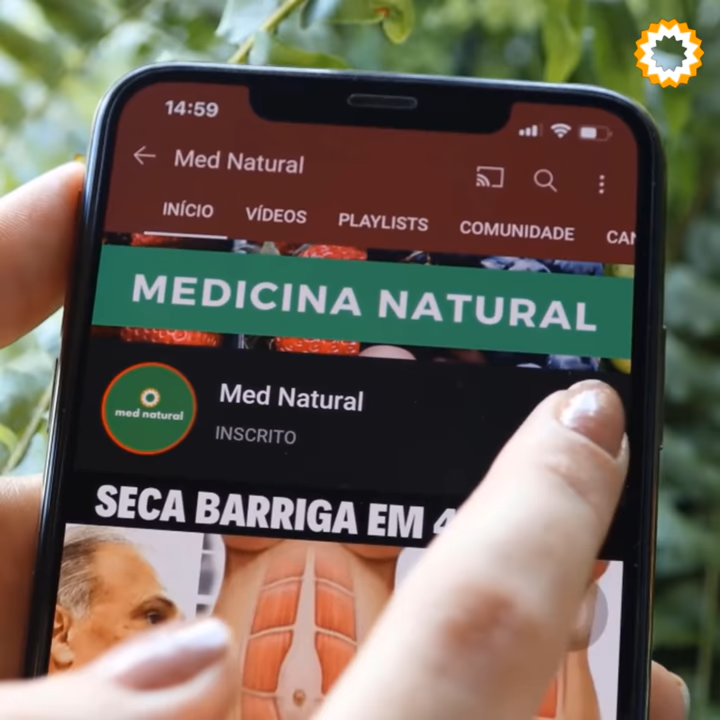 14:59
Med Natural
INÍCIO VÍDEOS PLAYLISTS COMUNIDADE
MEDICINA NATURAL
med natural
Med Natural
INSCRITO
SECA BARRIGA EM